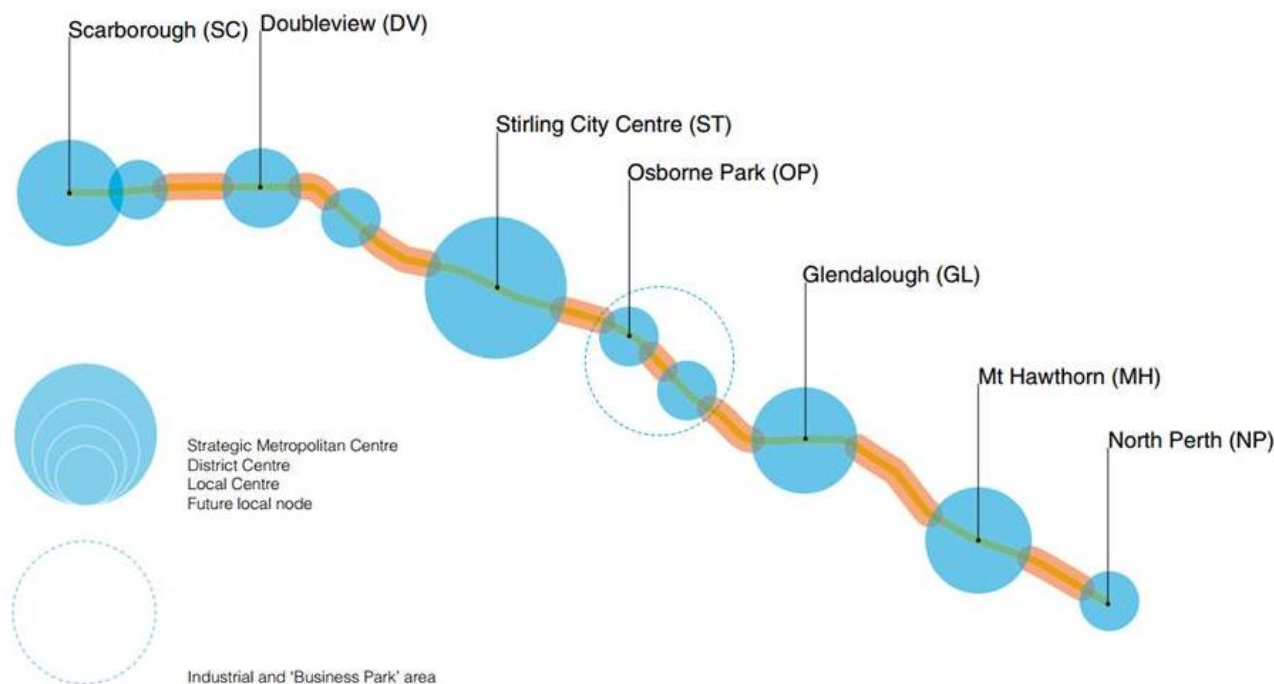 Scarborough (SC)
Doubleview (DV)
Stirling City Centre (ST)
Osborne Park (OP)
Glendalough (GL)
Mt Hawthorn (MH)
North Perth (NP)
Strategic Metropolitan Centre
District Centre
Local Centre
Future local node
Industrial and ‘Business Park’ area